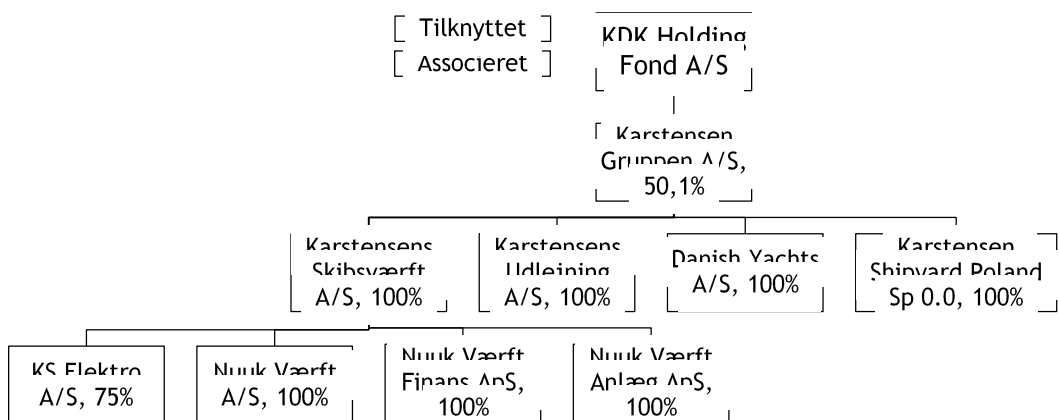 Tilknyttet
Associeret
KDK Holding
Fond A/S
Karstensen
Gruppen A/S,
50,1%
Karstensens
Skibsværft
A/S, 100%
Karstensens
Udlejning
A/S, 100%
Danish Yachts
A/S, 100%
Karstensen
Shipyard Poland
Sp 0.0, 100%
KS Elektro
A/S, 75%
Nuuk Værft
A/S, 100%
Nuuk Værft
Finans ApS,
100%
Nuuk Værft
Anlæg ApS,
100%